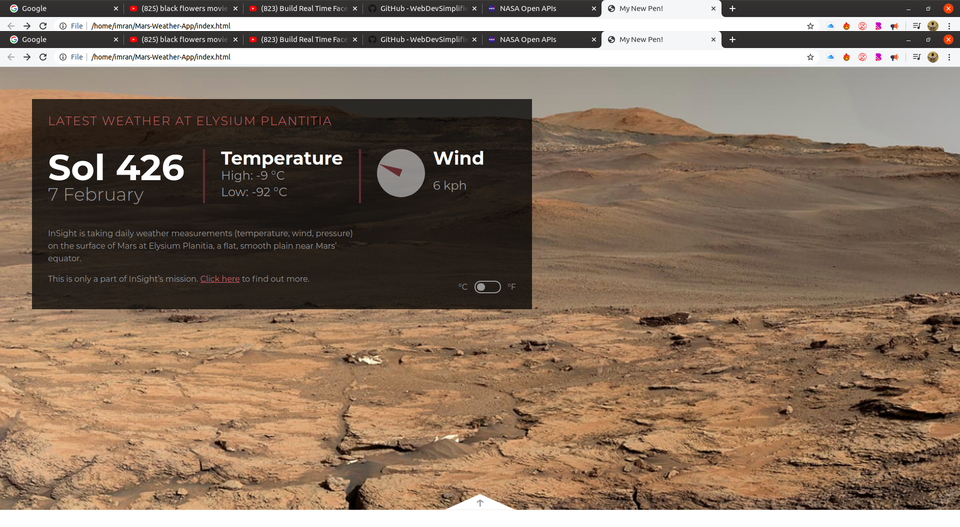 Google
(825) black flowers movie
(823) Build Real Time Face
GitHub - WebDevSimplifi
NASA Open APIs
My New Pen!
File /home/imran/Mars-Weather-App/index.html
Google
(825) black flowers movie
(823) Build Real Time Face
GitHub - WebDevSimplifi
NASA Open APIs
My New Pen!
File /home/imran/Mars-Weather-App/index.html
LATEST WEATHER AT ELYSIUM PLANTITIA
Sol 426
7 February
Temperature
High: -9 °C
Low: -92 °C
Wind
6 kph
InSight is taking daily weather measurements (temperature, wind, pressure)
on the surface of Mars at Elysium Planitia, a flat, smooth plain near Mars'
equator.
This is only a part of InSight's mission. Click here to find out more.
°C °F